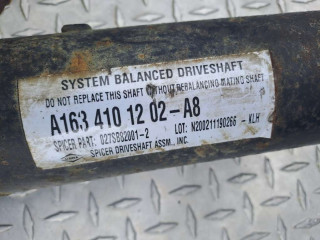 SYSTEM BALANCED DRIVESHAFT
DO NOT REPLACE THIS SHAFT WITHOUT REBALANCING MATING SHAFT
A163 410 12 02-A8
SPICER PART: 027SB02001-2 LOT: N200211190266 - KLH
SPICER DRIVESHAFT ASSM., INC.